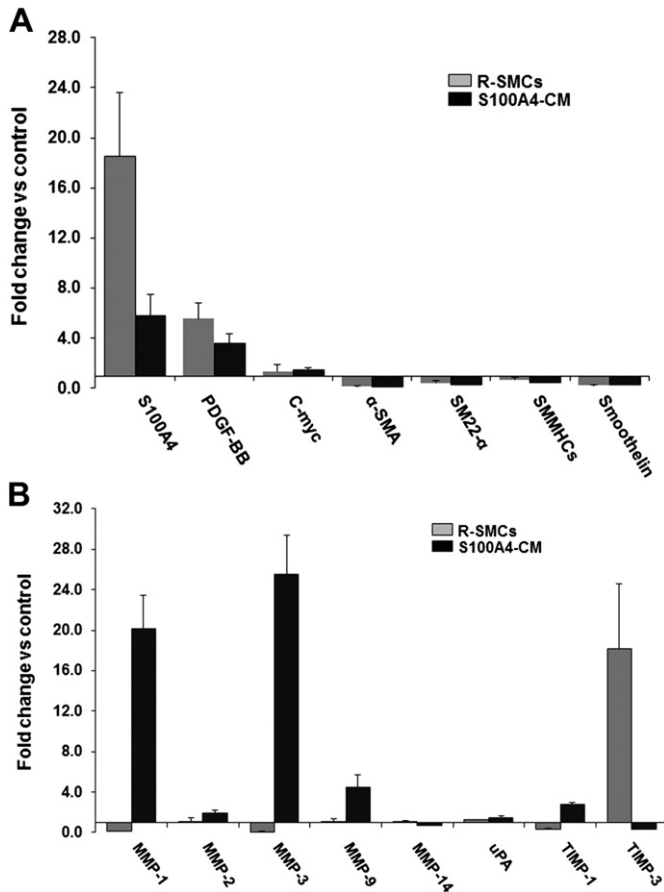 A
28.0
24.0
20.0
16.0
12.0
8.0
4.0
0.0
Fold change vs control
R-SMCs
S100A4-CM
S100A4
PDGF-BB
C-myc
α-SMA
SM22-α
SMMHCs
Smoothelin
B
32.0
28.0
24.0
20.0
16.0
12.0
8.0
4.0
0.0
Fold change vs control
R-SMCs
S100A4-CM
MMP-1
MMP-2
MMP-3
MMP-9
MMP-14
uPA
TIMP-1
TIMP-3